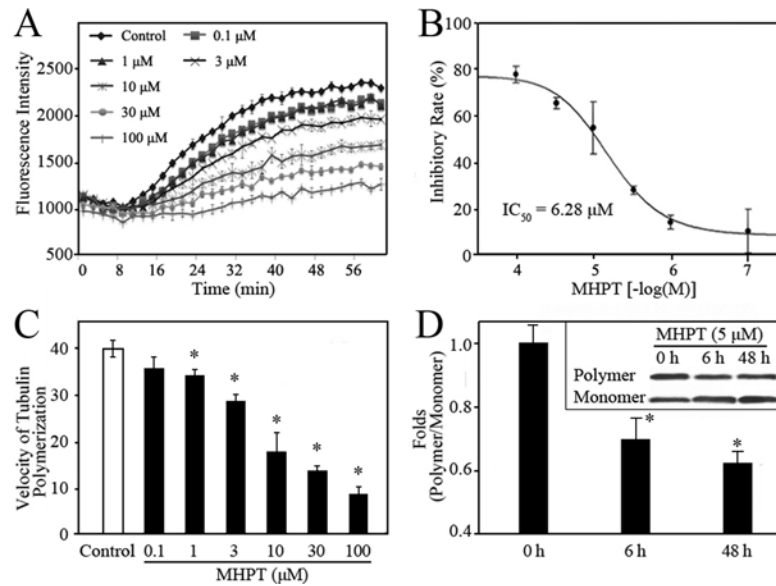 A
Control
0.1 μM
1 μM
3 μM
10 μM
30 μM
100 μM
Fluorescence Intensity
2500
2000
1500
1000
500
0 8 16 24 32 40 48 56
Time (min)
B
Inhibitory Rate (%)
100
80
60
40
20
0
IC50 = 6.28 μM
4 5 6 7
MHPT [-log(M)]
C
Velocity of Tubulin
Polymerization
40
30
20
10
0
* * * * *
Control 0.1 1 3 10 30 100
MHPT (μM)
D
Folds
(Polymer/Monomer)
1.0
0.8
0.6
0.4
MHPT (5 μM)
0 h 6 h 48 h
Polymer
Monomer
* *
0 h 6 h 48 h